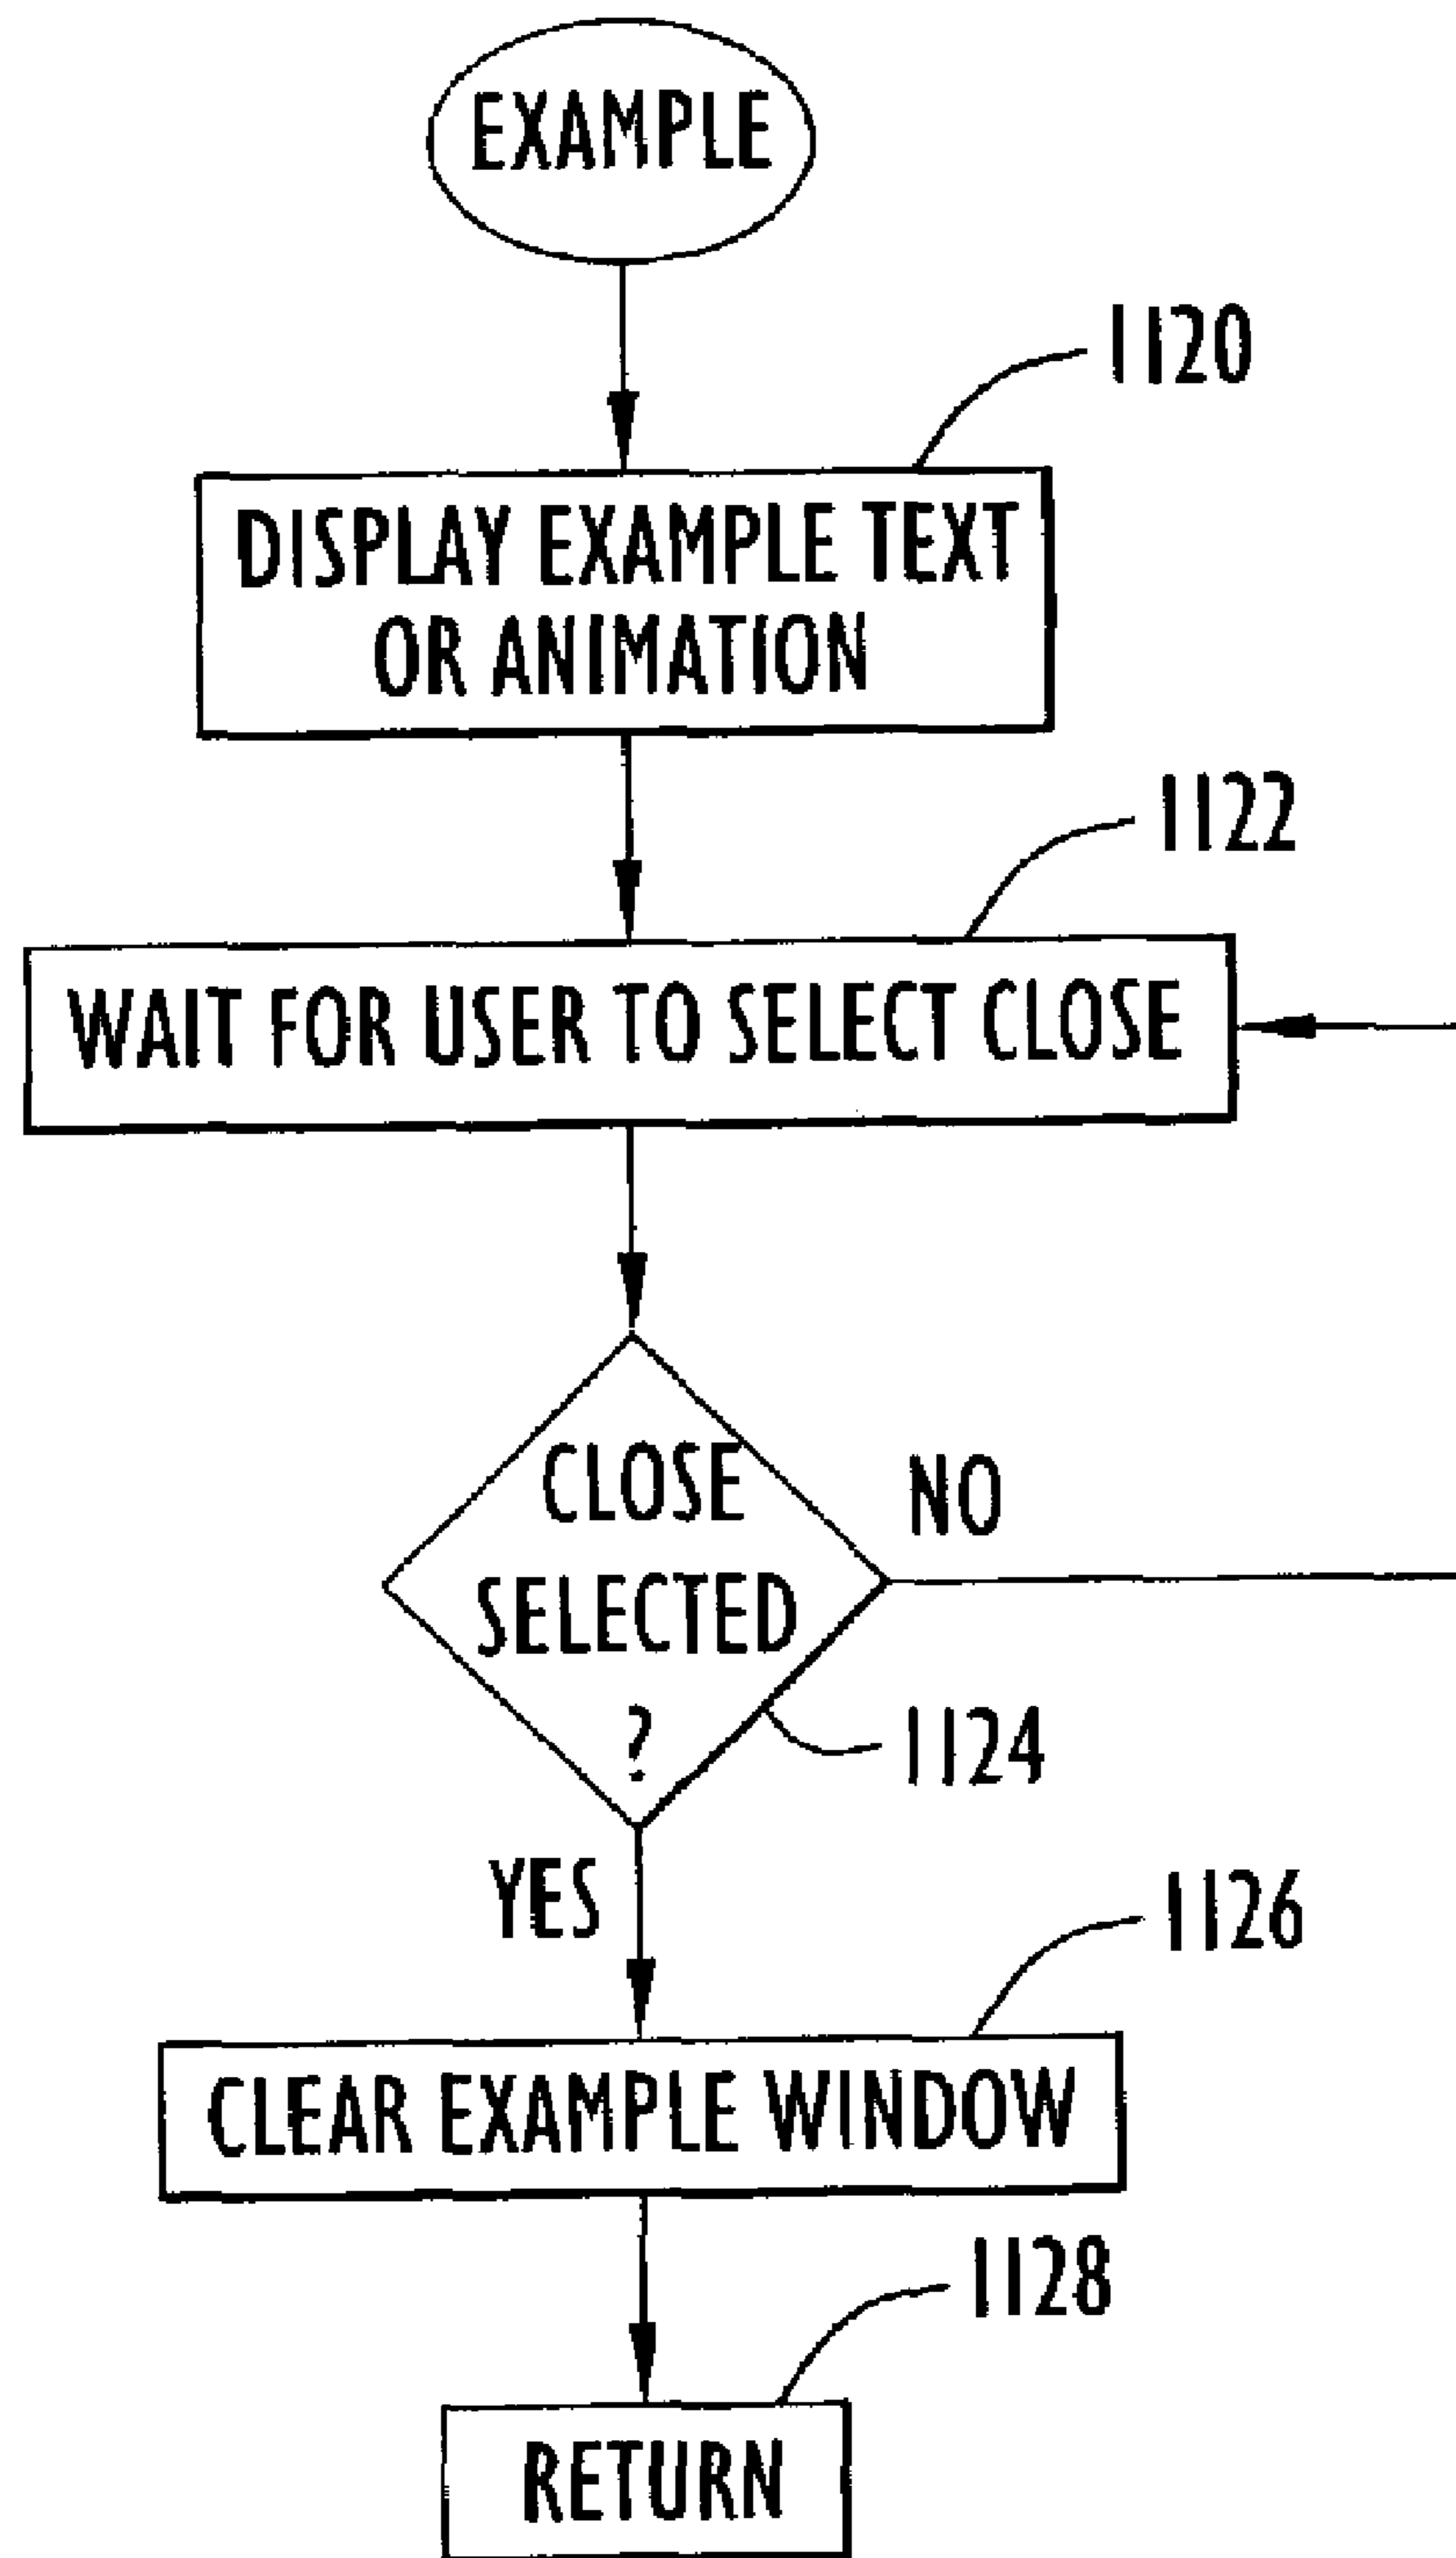 EXAMPLE
1120
DISPLAY EXAMPLE TEXT
OR ANIMATION
1122
WAIT FOR USER TO SELECT CLOSE
CLOSE
SELECTED
?
NO
1124
YES
1126
CLEAR EXAMPLE WINDOW
1128
RETURN